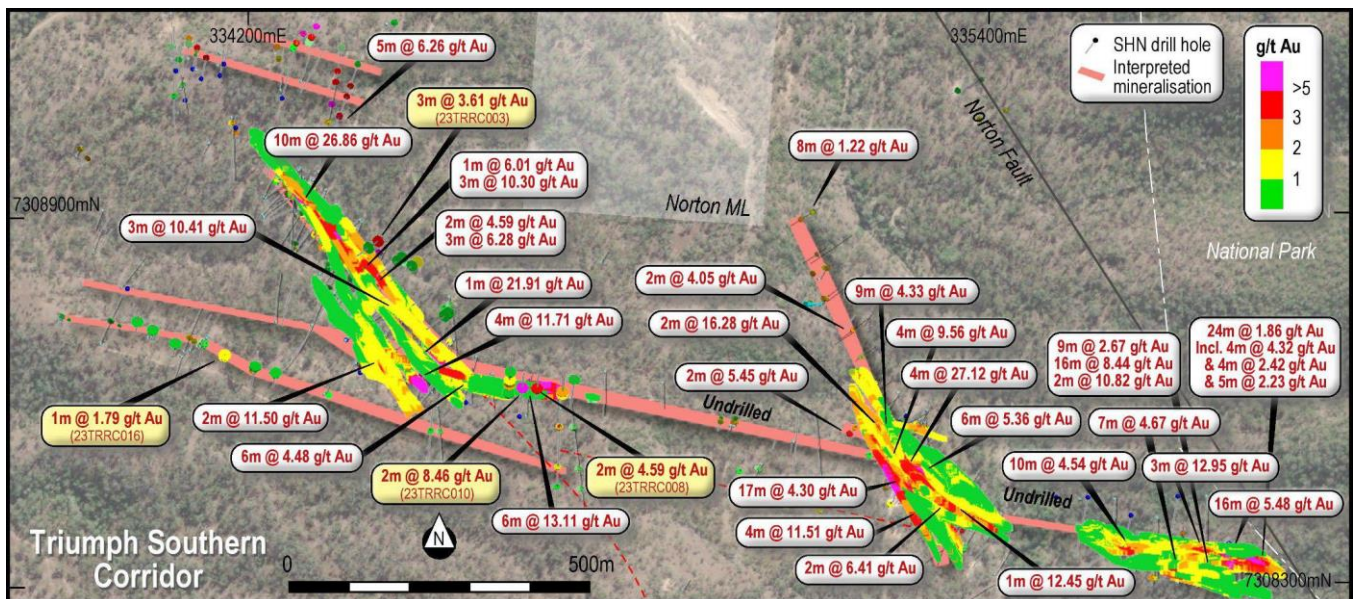 334200mE
335400mE
SHN drill hole
Interpreted
mineralisation
g/t Au
>5
3
2
1
5m @ 6.26 g/t Au
3m @ 3.61 g/t Au
(23TRRC003)
10m @ 26.86 g/t Au
1m @ 6.01 g/t Au
3m @ 10.30 g/t Au
8m @ 1.22 g/t Au
Norton Fault
7308900mN
Norton ML
National Park
3m @ 10.41 g/t Au
2m @ 4.59 g/t Au
3m @ 6.28 g/t Au
1m @ 21.91 g/t Au
2m @ 4.05 g/t Au
9m @ 4.33 g/t Au
4m @ 11.71 g/t Au
2m @ 16.28 g/t Au
4m @ 9.56 g/t Au
9m @ 2.67 g/t Au
16m @ 8.44 g/t Au
2m @ 10.82 g/t Au
24m @ 1.86 g/t Au
Incl. 4m @ 4.32 g/t Au
& 4m @ 2.42 g/t Au
& 5m @ 2.23 g/t Au
2m @ 5.45 g/t Au
4m @ 27.12 g/t Au
Undrilled
1m @ 1.79 g/t Au
(23TRRC016)
2m @ 11.50 g/t Au
6m @ 5.36 g/t Au
7m @ 4.67 g/t Au
6m @ 4.48 g/t Au
2m @ 8.46 g/t Au
(23TRRC010)
2m @ 4.59 g/t Au
(23TRRC008)
10m @ 4.54 g/t Au
3m @ 12.95 g/t Au
17m @ 4.30 g/t Au
Undrilled
16m @ 5.48 g/t Au
6m @ 13.11 g/t Au
4m @ 11.51 g/t Au
Triumph Southern
Corridor
N
0
500m
2m @ 6.41 g/t Au
1m @ 12.45 g/t Au
7308300mN